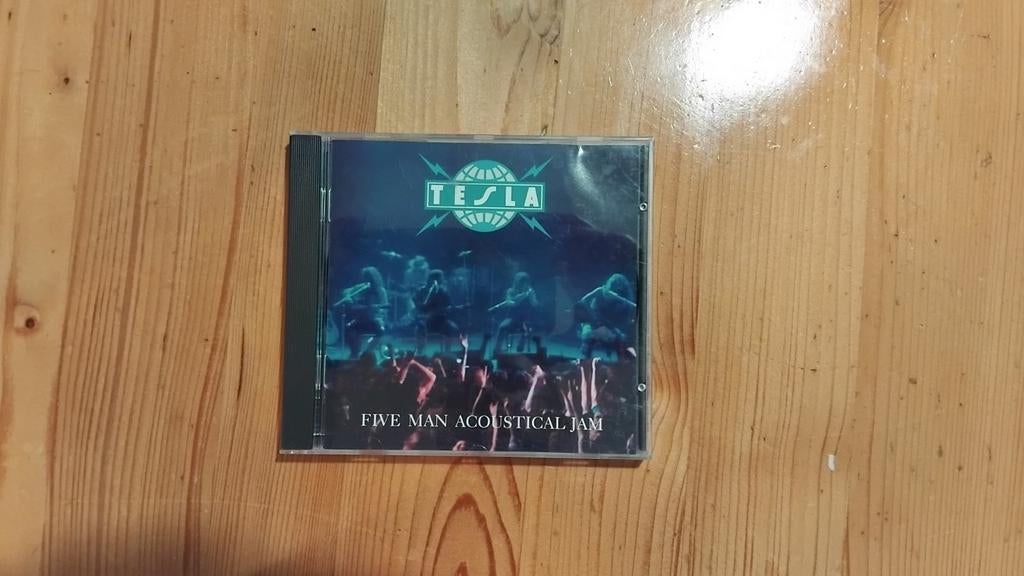 TESLA
FIVE MAN ACOUSTICAL JAM